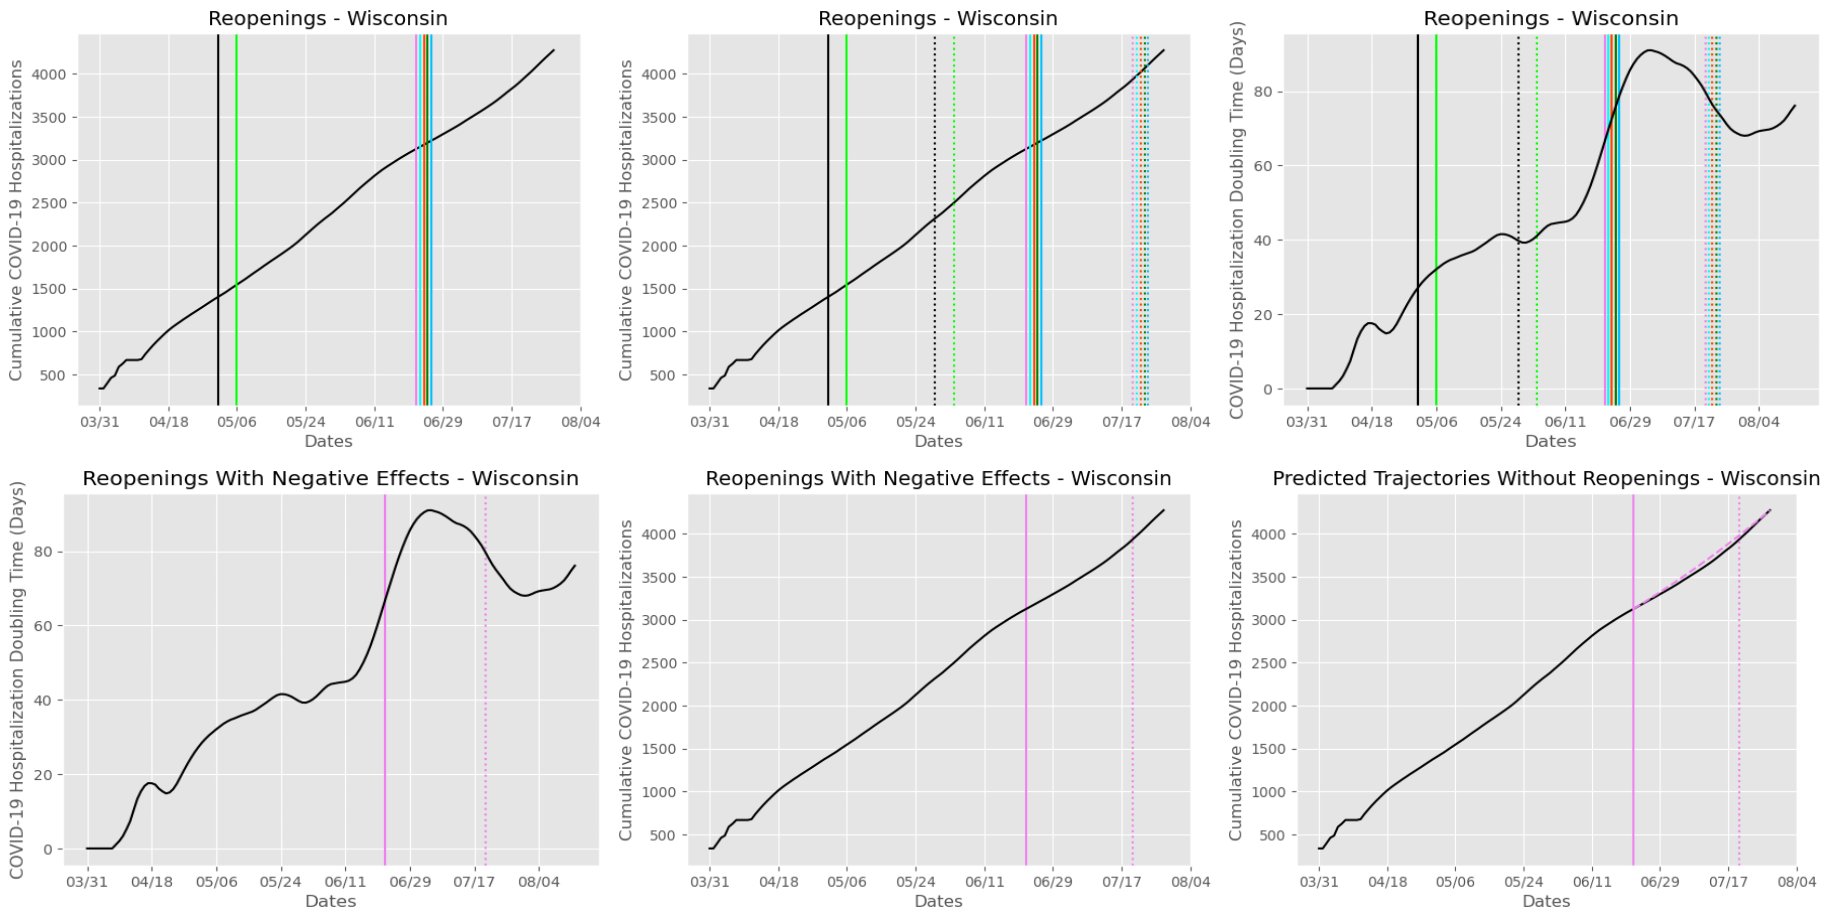 Reopenings - Wisconsin
Cumulative COVID-19 Hospitalizations
4000
3500
3000
2500
2000
1500
1000
500
03/31 04/18 05/06 05/24 06/11 06/29 07/17 08/04
Dates
Reopenings - Wisconsin
Cumulative COVID-19 Hospitalizations
4000
3500
3000
2500
2000
1500
1000
500
03/31 04/18 05/06 05/24 06/11 06/29 07/17 08/04
Dates
Reopenings - Wisconsin
COVID-19 Hospitalization Doubling Time (Days)
80
60
40
20
0
03/31 04/18 05/06 05/24 06/11 06/29 07/17 08/04
Dates
Reopenings With Negative Effects - Wisconsin
COVID-19 Hospitalization Doubling Time (Days)
80
60
40
20
0
03/31 04/18 05/06 05/24 06/11 06/29 07/17 08/04
Dates
Reopenings With Negative Effects - Wisconsin
Cumulative COVID-19 Hospitalizations
4000
3500
3000
2500
2000
1500
1000
500
03/31 04/18 05/06 05/24 06/11 06/29 07/17 08/04
Dates
Predicted Trajectories Without Reopenings - Wisconsin
Cumulative COVID-19 Hospitalizations
4000
3500
3000
2500
2000
1500
1000
500
03/31 04/18 05/06 05/24 06/11 06/29 07/17 08/04
Dates